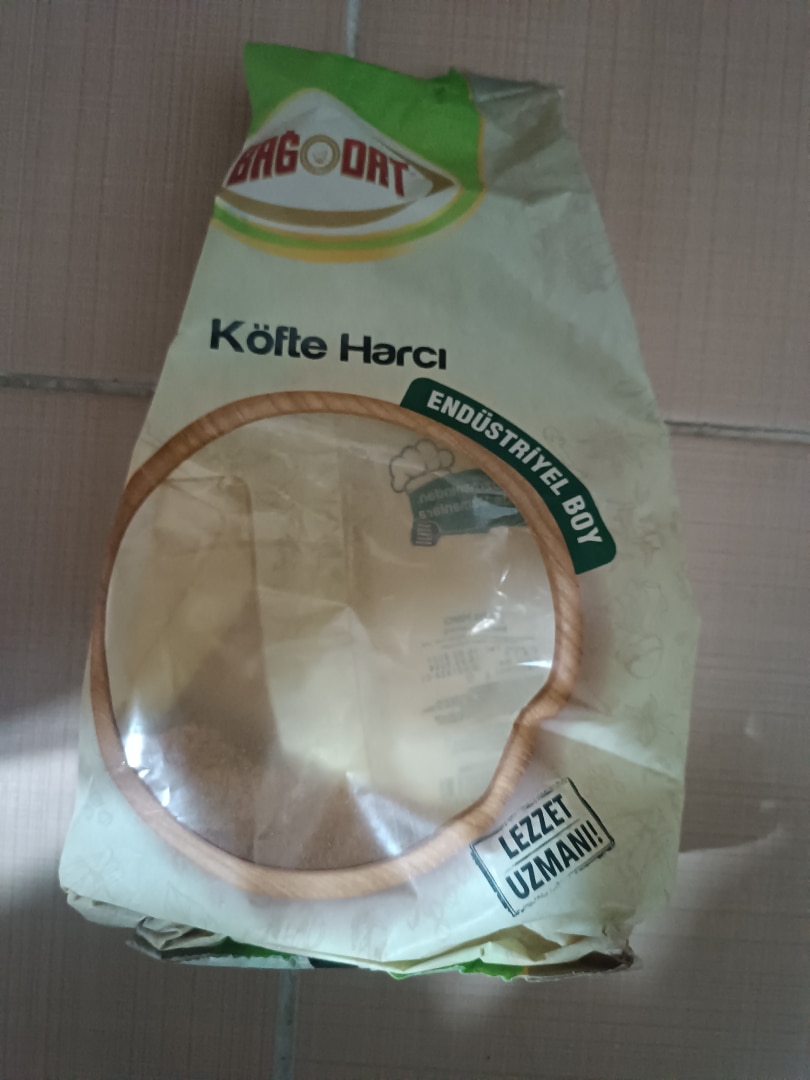 BAĞDAT
Köfte Harcı
ENDÜSTRİYEL BOY
LEZZET
UZMANI!